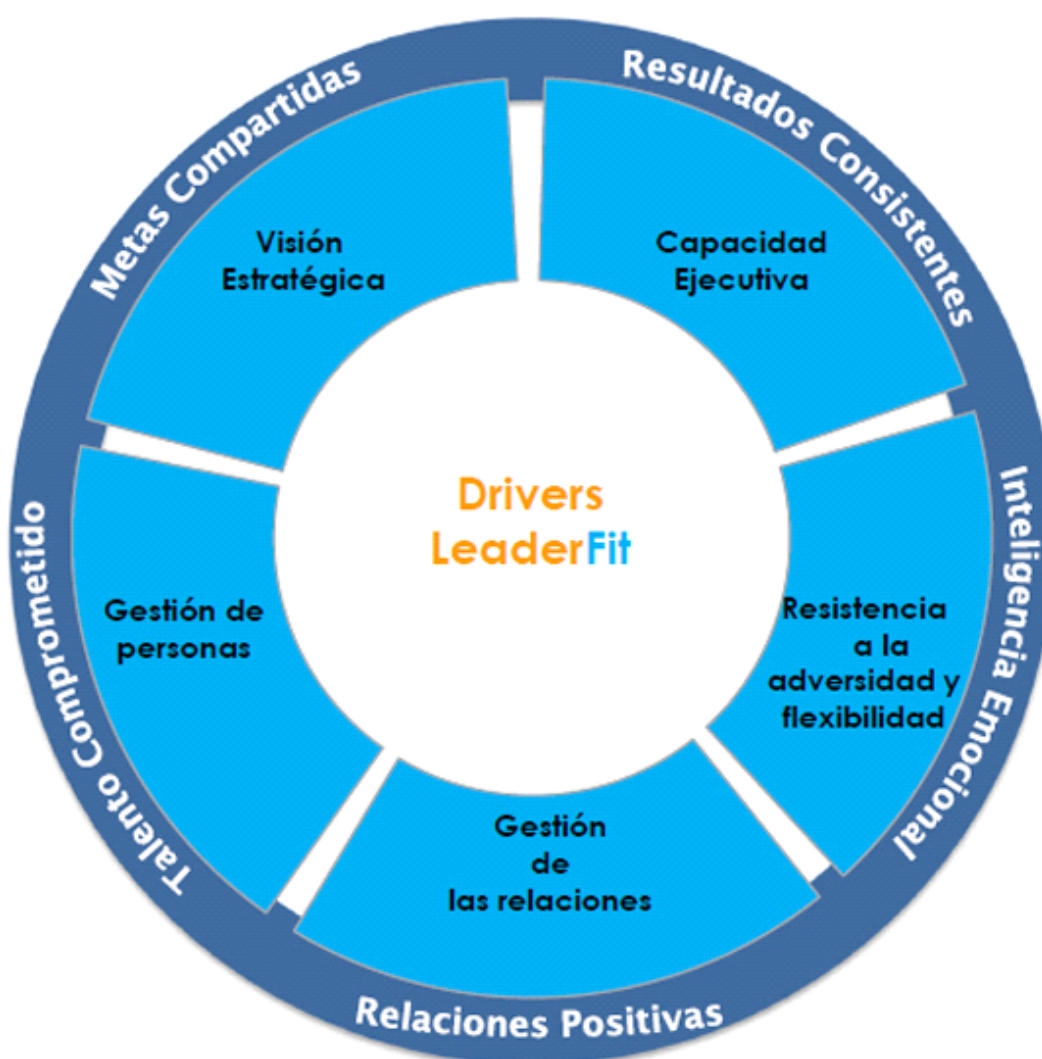 Metas Compartidas
Resultados Consistentes
Visión
Estratégica
Capacidad
Ejecutiva
Drivers
LeaderFit
Talento Comprometido
Gestión de
personas
Resistencia
a la
adversidad y
flexibilidad
Inteligencia Emocional
Gestión
de
las relaciones
Relaciones Positivas